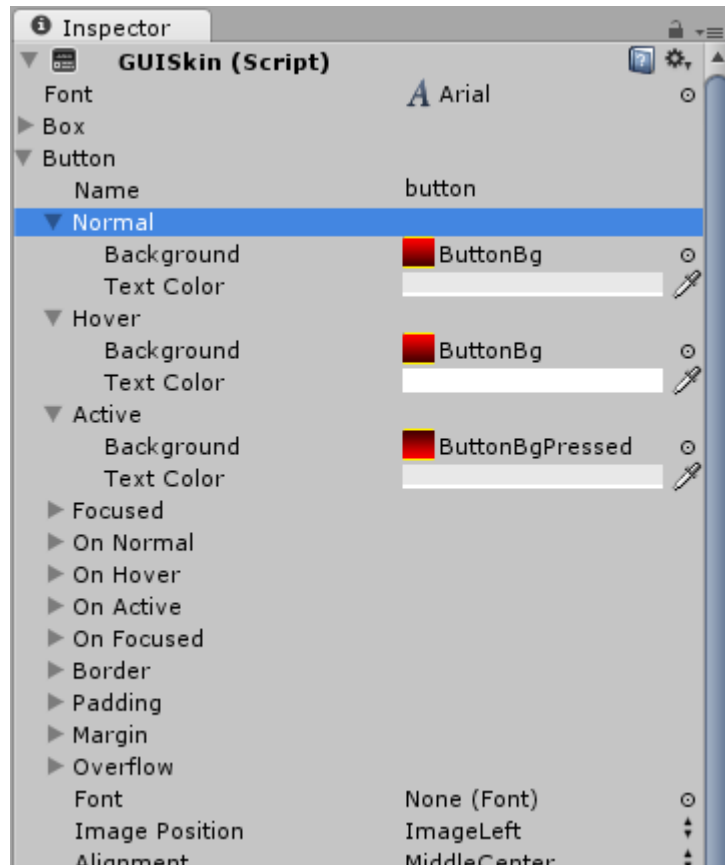 Inspector
GUISkin (Script)
Font A Arial
Box
Button
Name button
Normal
Background ButtonBg
Text Color
Hover
Background ButtonBg
Text Color
Active
Background ButtonBgPressed
Text Color
Focused
On Normal
On Hover
On Active
On Focused
Border
Padding
Margin
Overflow
Font None (Font)
Image Position ImageLeft
Alignment MiddleCenter